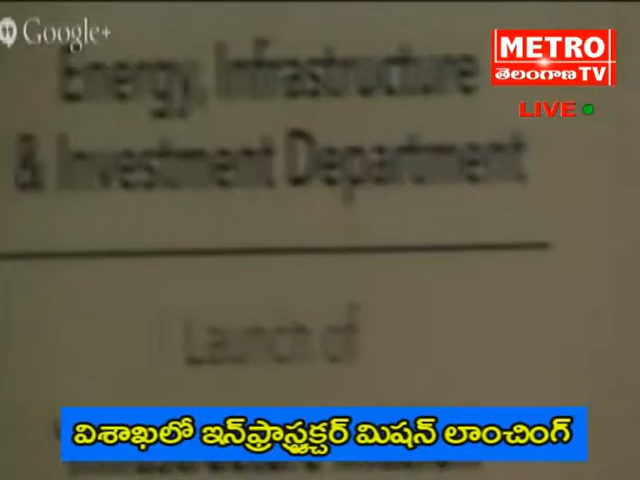 Google+
METRO
తెలంగాణ TV
LIVE
Energy, Infrastructure
& Investment Department
Launch of
విశాఖలో ఇన్‌ఫ్రాస్ట్రక్చర్ మిషన్ లాంచింగ్